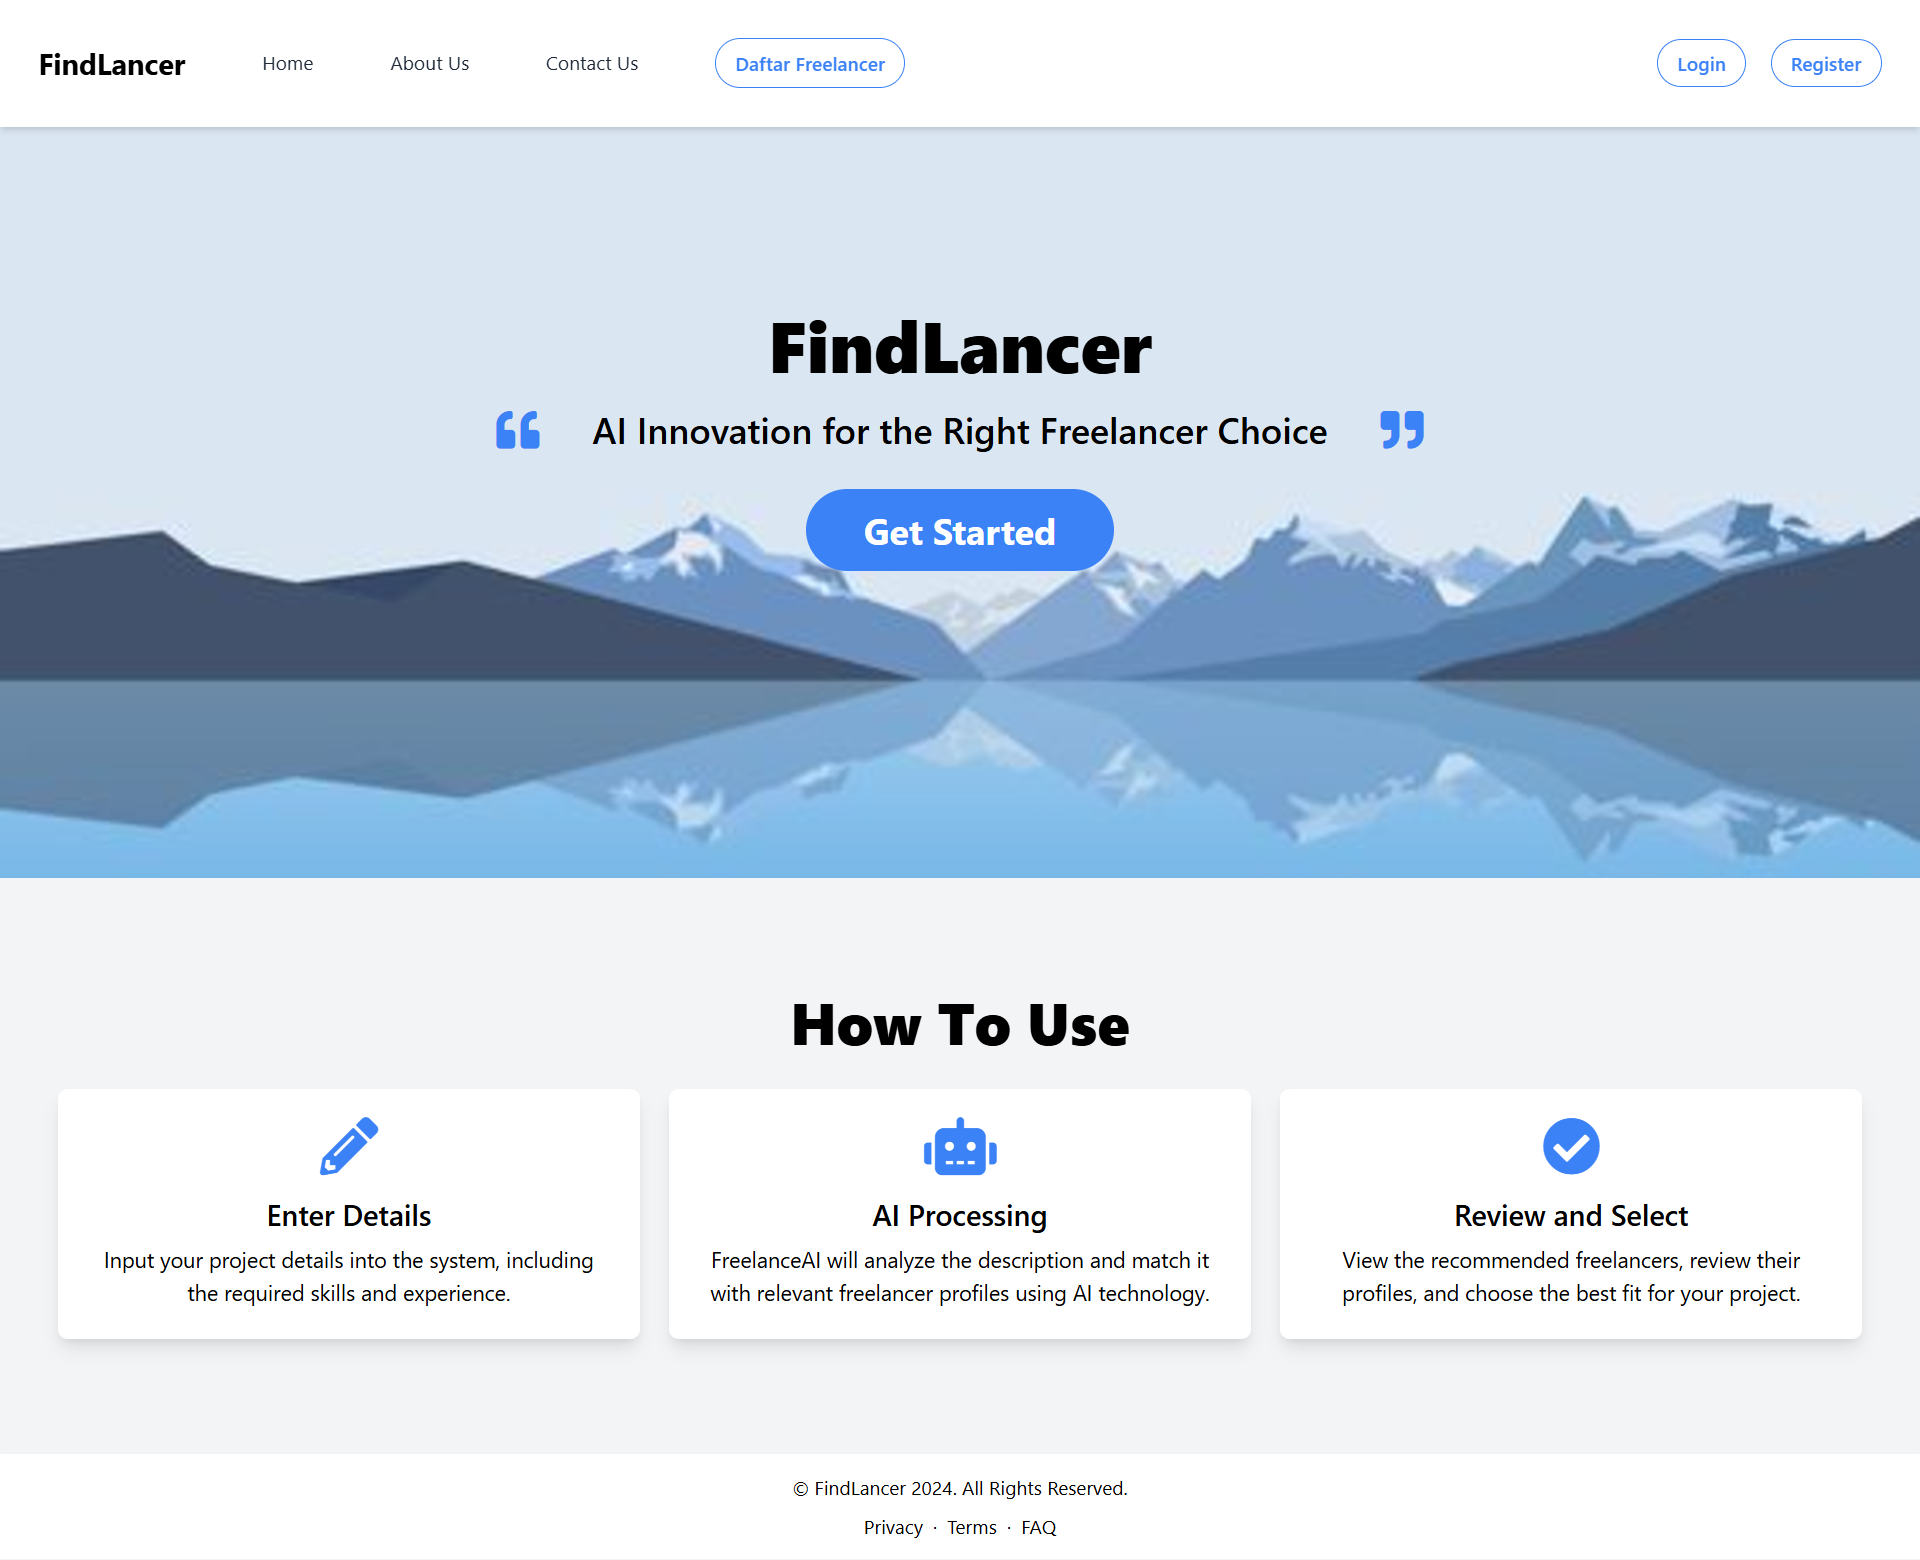 FindLancer
Home
About Us
Contact Us
Daftar Freelancer
Login
Register
FindLancer
“ AI Innovation for the Right Freelancer Choice ”
Get Started
How To Use
Enter Details
Input your project details into the system, including
the required skills and experience.
AI Processing
FreelanceAI will analyze the description and match it
with relevant freelancer profiles using AI technology.
Review and Select
View the recommended freelancers, review their
profiles, and choose the best fit for your project.
© FindLancer 2024. All Rights Reserved.
Privacy · Terms · FAQ